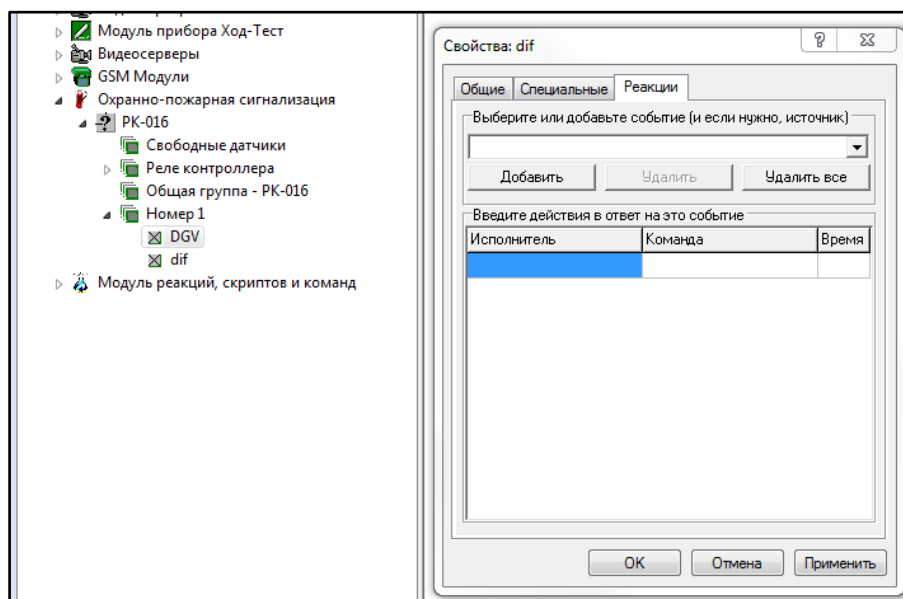 Модуль прибора Ход-Тест
Видеосерверы
GSM Модули
Охранно-пожарная сигнализация
РК-016
Свободные датчики
Реле контроллера
Общая группа - РК-016
Номер 1
DGV
dif
Модуль реакций, скриптов и команд
Свойства: dif
Общие Специальные Реакции
Выберите или добавьте событие (и если нужно, источник)
Добавить Удалить Удалить все
Введите действия в ответ на это событие
Исполнитель Команда Время
OK Отмена Применить